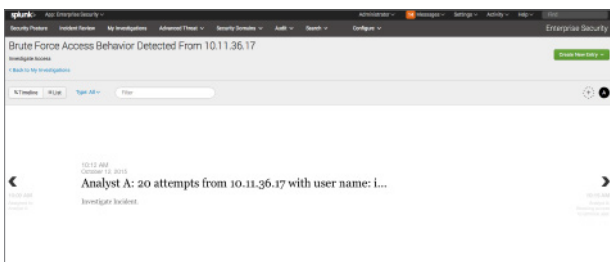 splunk> App: Enterprise Security Administrator Messages Settings Activity Help Find
Security Posture Incident Review My Investigations Advanced Threat Security Domains Audit Search Configure Enterprise Security
Brute Force Access Behavior Detected From 10.11.36.17
Create New Entry
Investigate Access
< Back to My Investigations
Timeline List Type: All Filter A
10:12 AM
October 12, 2015
Analyst A: 20 attempts from 10.11.36.17 with user name: i...
Investigate Incident.